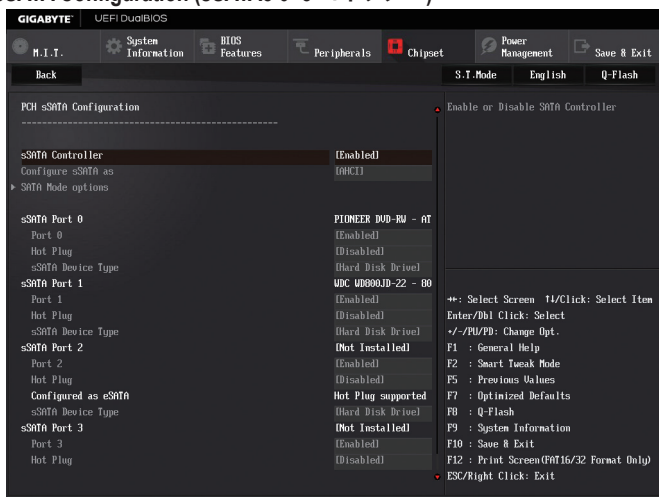 GIGABYTE™ UEFI DualBIOS
M.I.T. System Information BIOS Features Peripherals Chipset Power Management Save & Exit
Back S.T.Mode English Q-Flash
PCH sSATA Configuration
Enable or Disable SATA Controller
--------------------------------------------------
sSATA Controller [Enabled]
Configure sSATA as [AHCI]
SATA Mode options
sSATA Port 0 PIONEER DVD-RW - AT
Port 0 [Enabled]
Hot Plug [Disabled]
sSATA Device Type [Hard Disk Drive]
sSATA Port 1 WDC WD800JD-22 - 80
Port 1 [Enabled]
Hot Plug [Disabled]
sSATA Device Type [Hard Disk Drive]
sSATA Port 2 [Not Installed]
Port 2 [Enabled]
Hot Plug [Disabled]
Configured as eSATA Hot Plug supported
sSATA Device Type [Hard Disk Drive]
sSATA Port 3 [Not Installed]
Port 3 [Enabled]
Hot Plug [Disabled]
→←: Select Screen ↑↓/Click: Select Item
Enter/Dbl Click: Select
+/-/PU/PD: Change Opt.
F1 : General Help
F2 : Smart Tweak Mode
F5 : Previous Values
F7 : Optimized Defaults
F8 : Q-Flash
F9 : System Information
F10 : Save & Exit
F12 : Print Screen(FAT16/32 Format Only)
ESC/Right Click: Exit